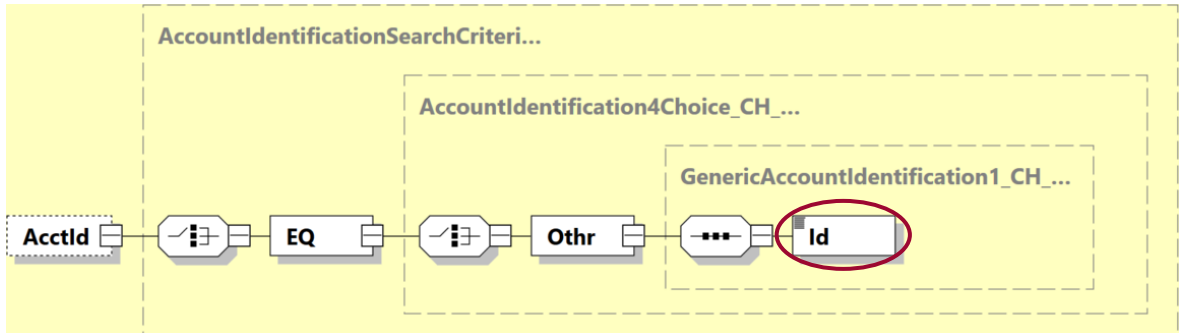 AccountIdentificationSearchCriteri...
AccountIdentification4Choice_CH_...
GenericAccountIdentification1_CH_...
AcctId
EQ
Othr
Id